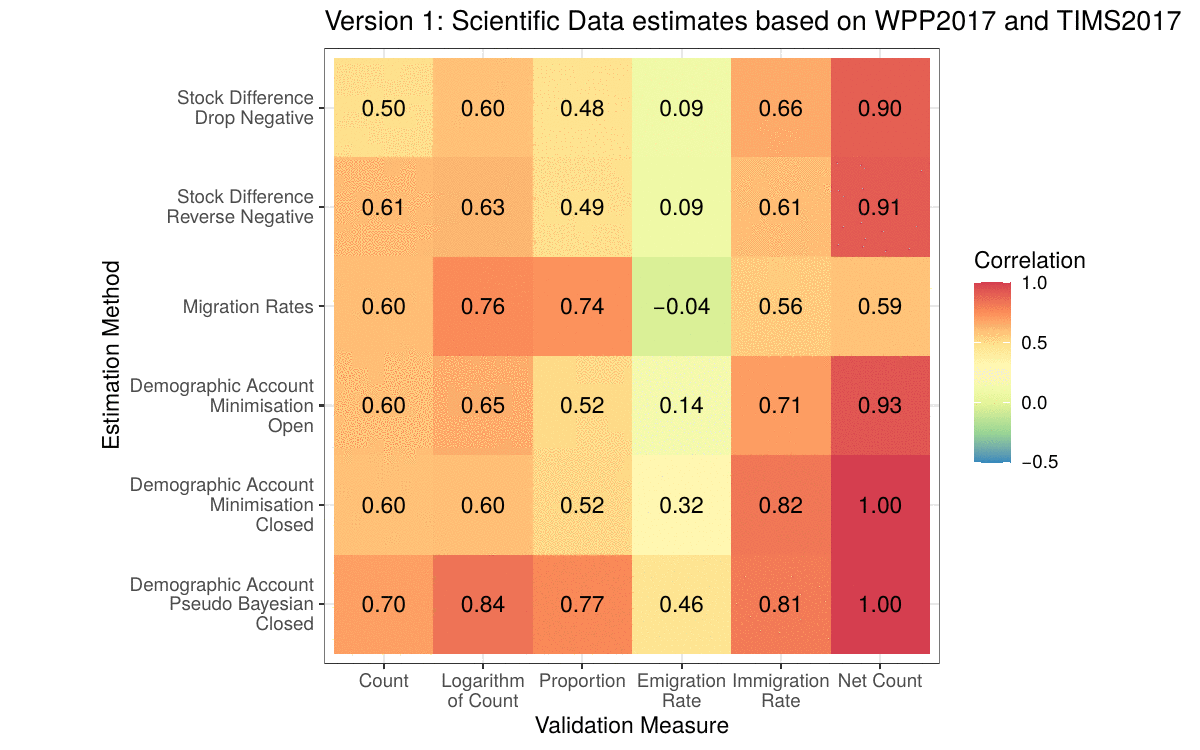 Version 1: Scientific Data estimates based on WPP2017 and TIMS2017
Estimation Method
Stock Difference
Drop Negative
0.50 0.60 0.48 0.09 0.66 0.90
Stock Difference
Reverse Negative
0.61 0.63 0.49 0.09 0.61 0.91
Migration Rates
0.60 0.76 0.74 −0.04 0.56 0.59
Demographic Account
Minimisation
Open
0.60 0.65 0.52 0.14 0.71 0.93
Demographic Account
Minimisation
Closed
0.60 0.60 0.52 0.32 0.82 1.00
Demographic Account
Pseudo Bayesian
Closed
0.70 0.84 0.77 0.46 0.81 1.00
Count
Logarithm
of Count
Proportion
Emigration
Rate
Immigration
Rate
Net Count
Validation Measure
Correlation
1.0
0.5
0.0
−0.5